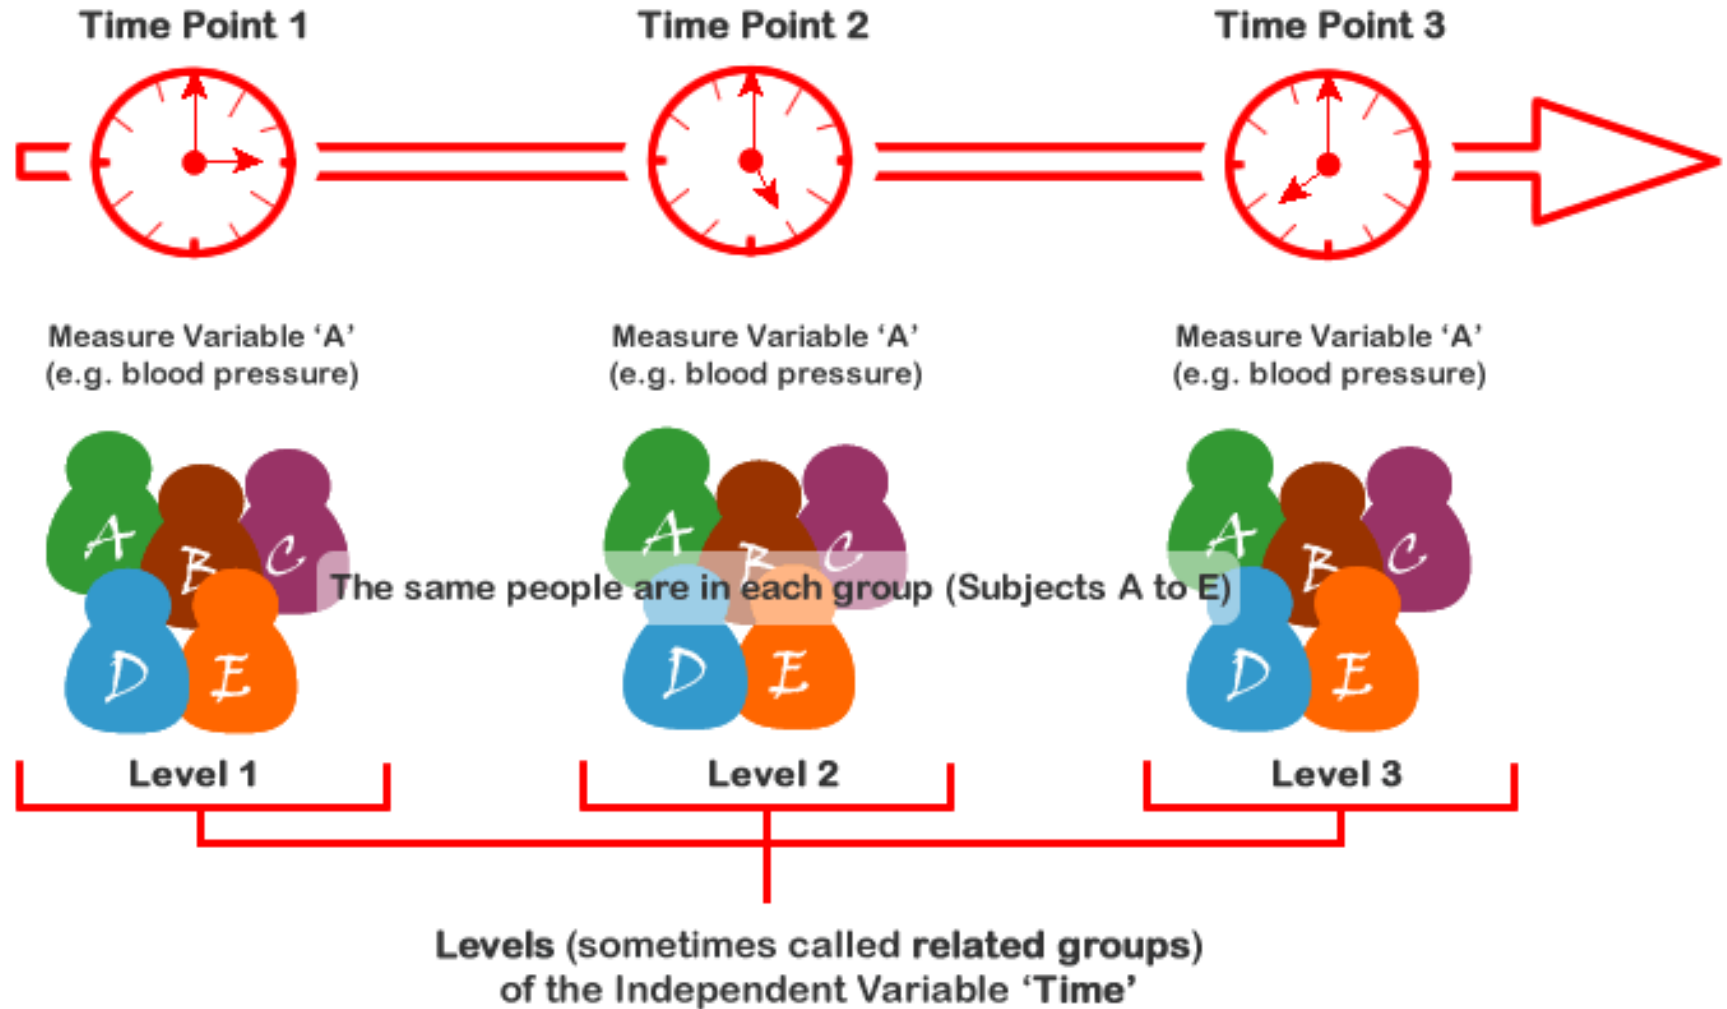 Time Point 1
Time Point 2
Time Point 3
Measure Variable ‘A’
(e.g. blood pressure)
Measure Variable ‘A’
(e.g. blood pressure)
Measure Variable ‘A’
(e.g. blood pressure)
A
B
C
D
E
A
B
C
D
E
A
B
C
D
E
The same people are in each group (Subjects A to E)
Level 1
Level 2
Level 3
Levels (sometimes called related groups)
of the Independent Variable ‘Time’